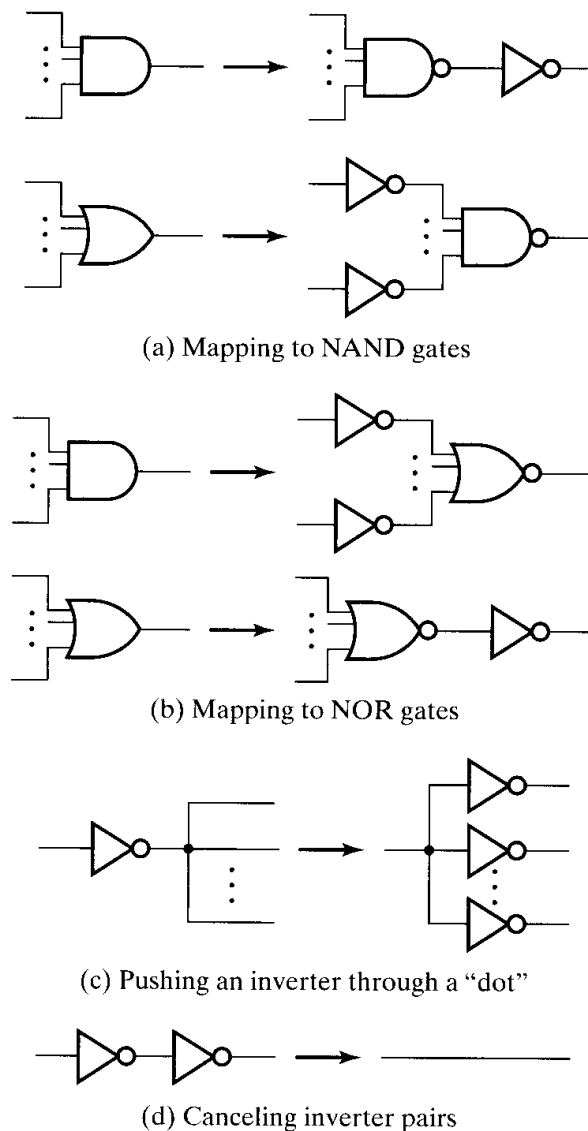 (a) Mapping to NAND gates
(b) Mapping to NOR gates
(c) Pushing an inverter through a “dot”
(d) Canceling inverter pairs